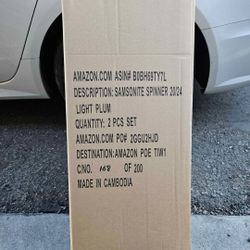 AMAZON.COM ASIN# B0BH69TY7L
DESCRIPTION: SAMSONITE SPINNER 20/24
LIGHT PLUM
QUANTITY: 2 PCS SET
AMAZON.COM PO# 2GGU2HJD
DESTINATION: AMAZON POE TIW1
C/NO. 168 OF 200
MADE IN CAMBODIA